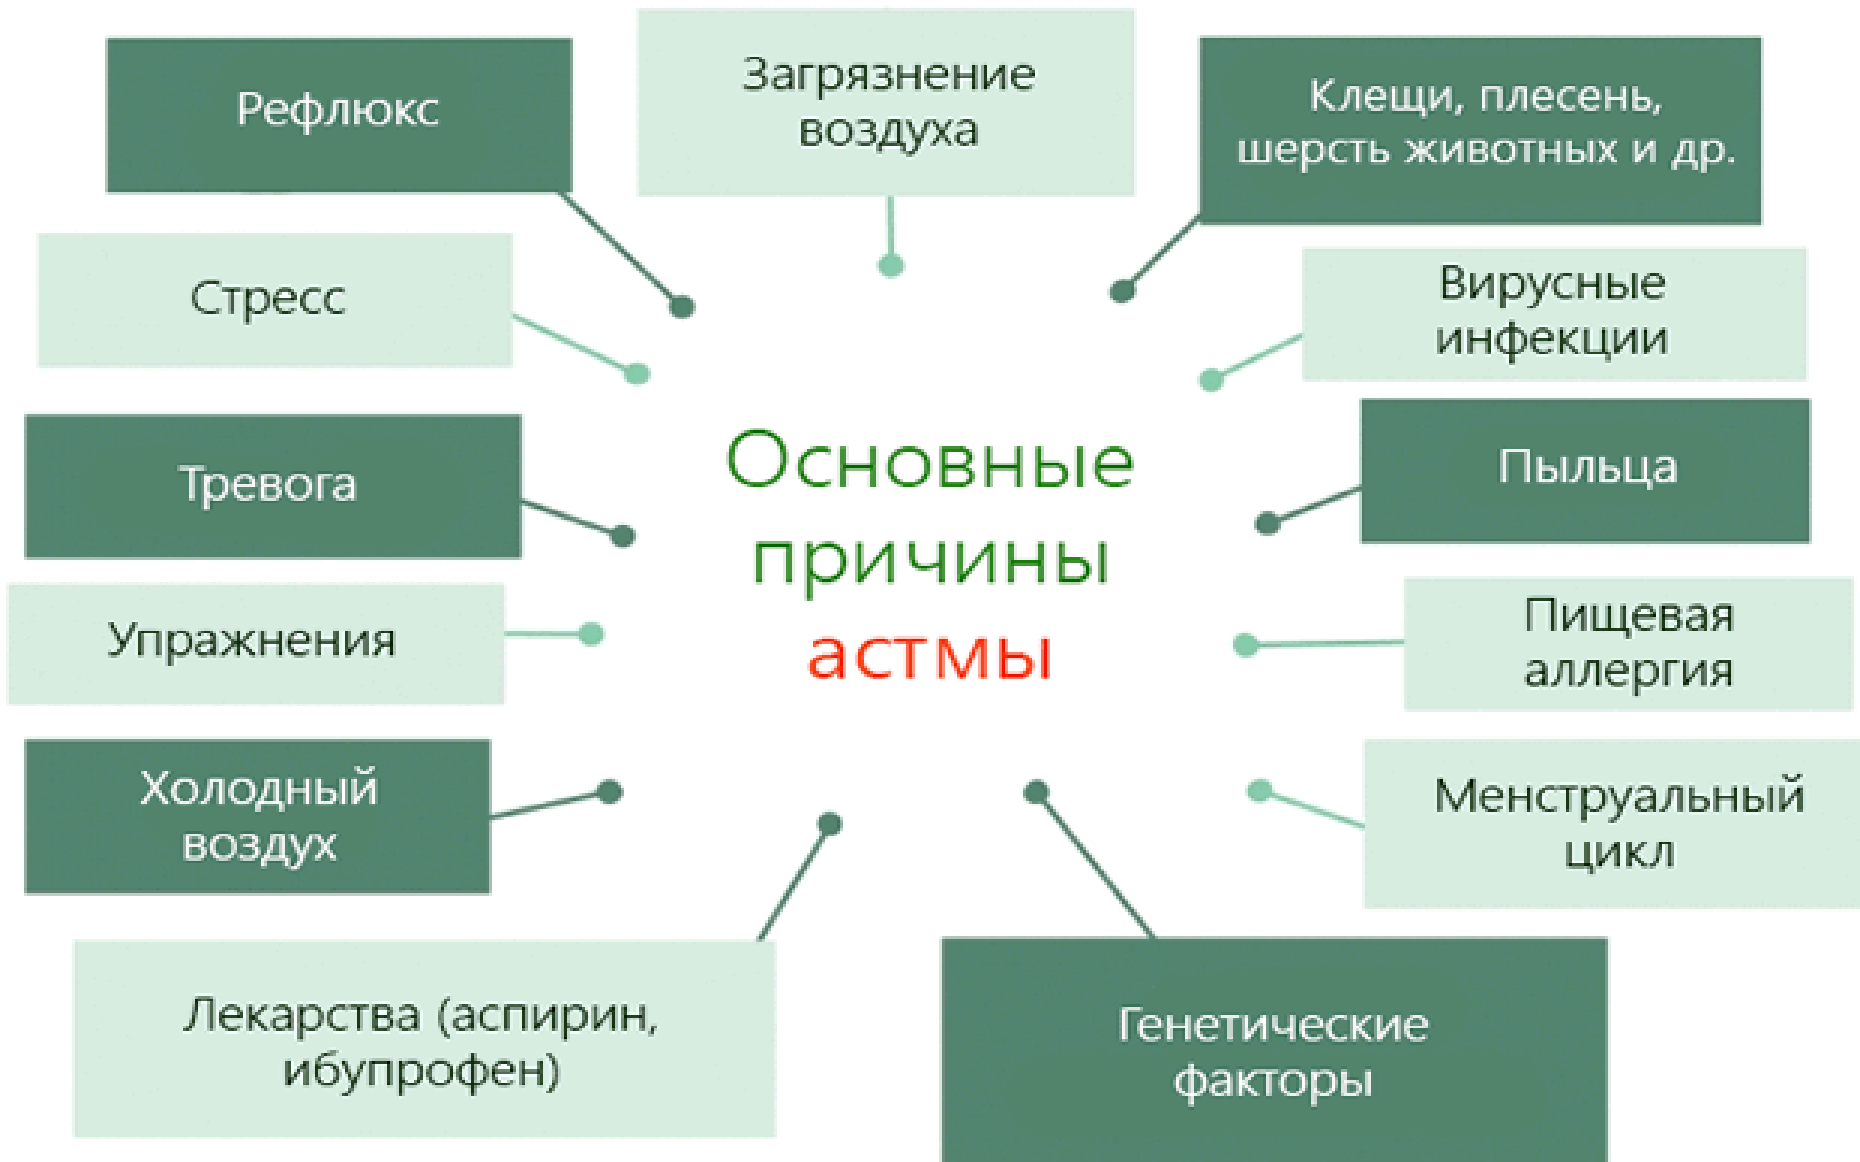 Рефлюкс
Загрязнение
воздуха
Клещи, плесень,
шерсть животных и др.
Стресс
Вирусные
инфекции
Основные
причины
астмы
Тревога
Пыльца
Упражнения
Пищевая
аллергия
Холодный
воздух
Менструальный
цикл
Лекарства (аспирин,
ибупрофен)
Генетические
факторы